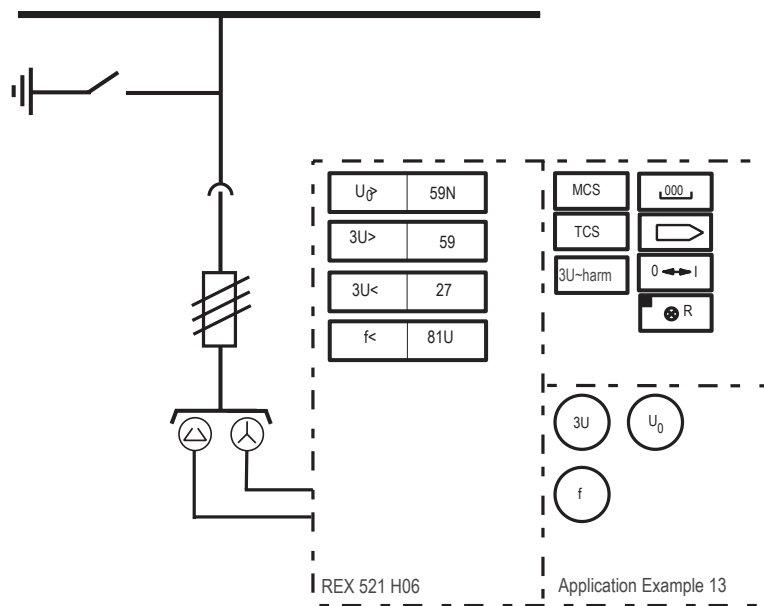 U0> 59N
3U> 59
3U< 27
f< 81U
MCS 000
TCS
3U~harm 0 I
R
3U U0
f
REX 521 H06 Application Example 13